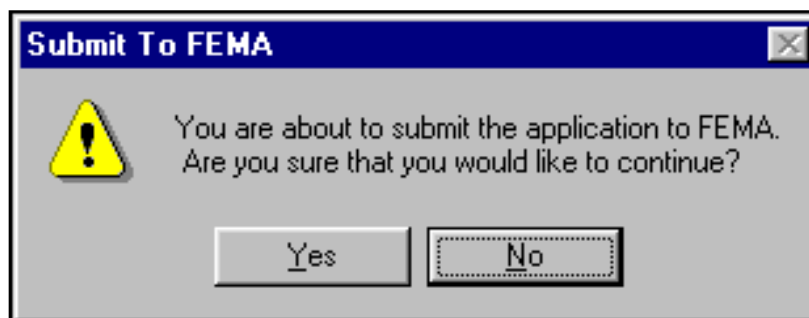 Submit To FEMA
You are about to submit the application to FEMA.
Are you sure that you would like to continue?
Yes
No